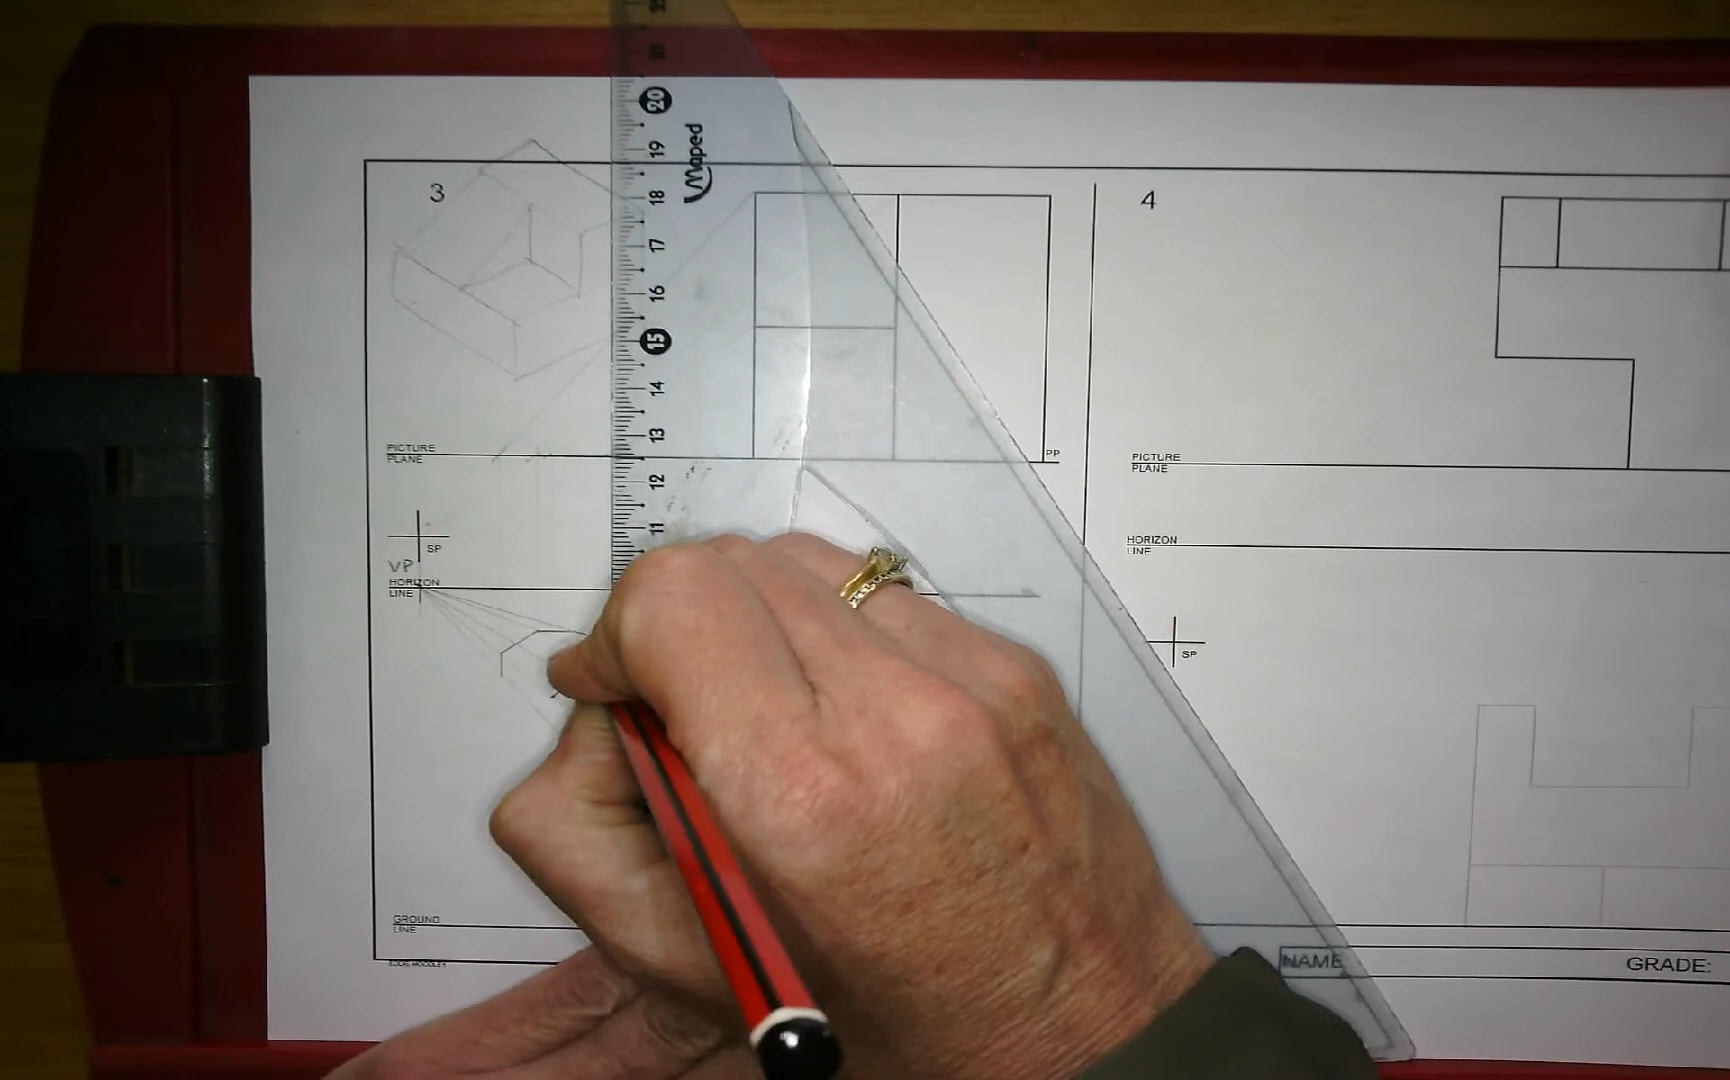 20
19
Maped
18
17
16
15
14
13
12
11
3
4
PICTURE
PLANE
PP
PICTURE
PLANE
SP
VP
HORIZON
LINE
HORIZON
LINE
SP
GROUND
LINE
NAME
GRADE: